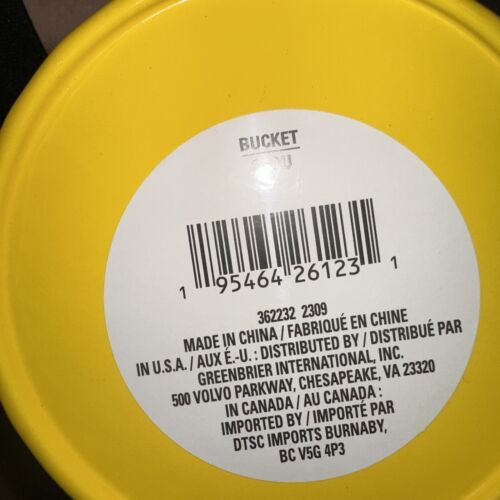 BUCKET
1 95464 26123 1
362232 2309
MADE IN CHINA / FABRIQUÉ EN CHINE
IN U.S.A. / AUX É.-U. : DISTRIBUTED BY / DISTRIBUÉ PAR
GREENBRIER INTERNATIONAL, INC.
500 VOLVO PARKWAY, CHESAPEAKE, VA 23320
IN CANADA / AU CANADA :
IMPORTED BY / IMPORTÉ PAR
DTSC IMPORTS BURNABY,
BC V5G 4P3